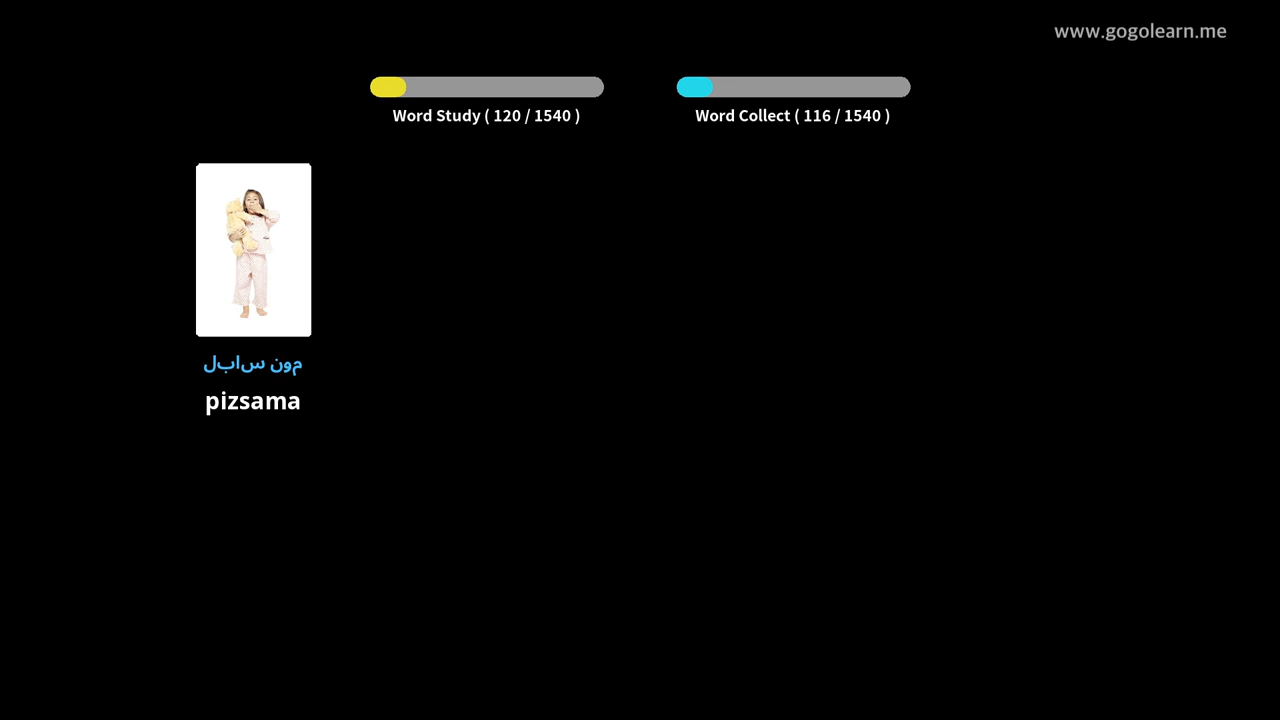 www.gogolearn.me
Word Study ( 120 / 1540 )
Word Collect ( 116 / 1540 )
مون سابل
pizsama